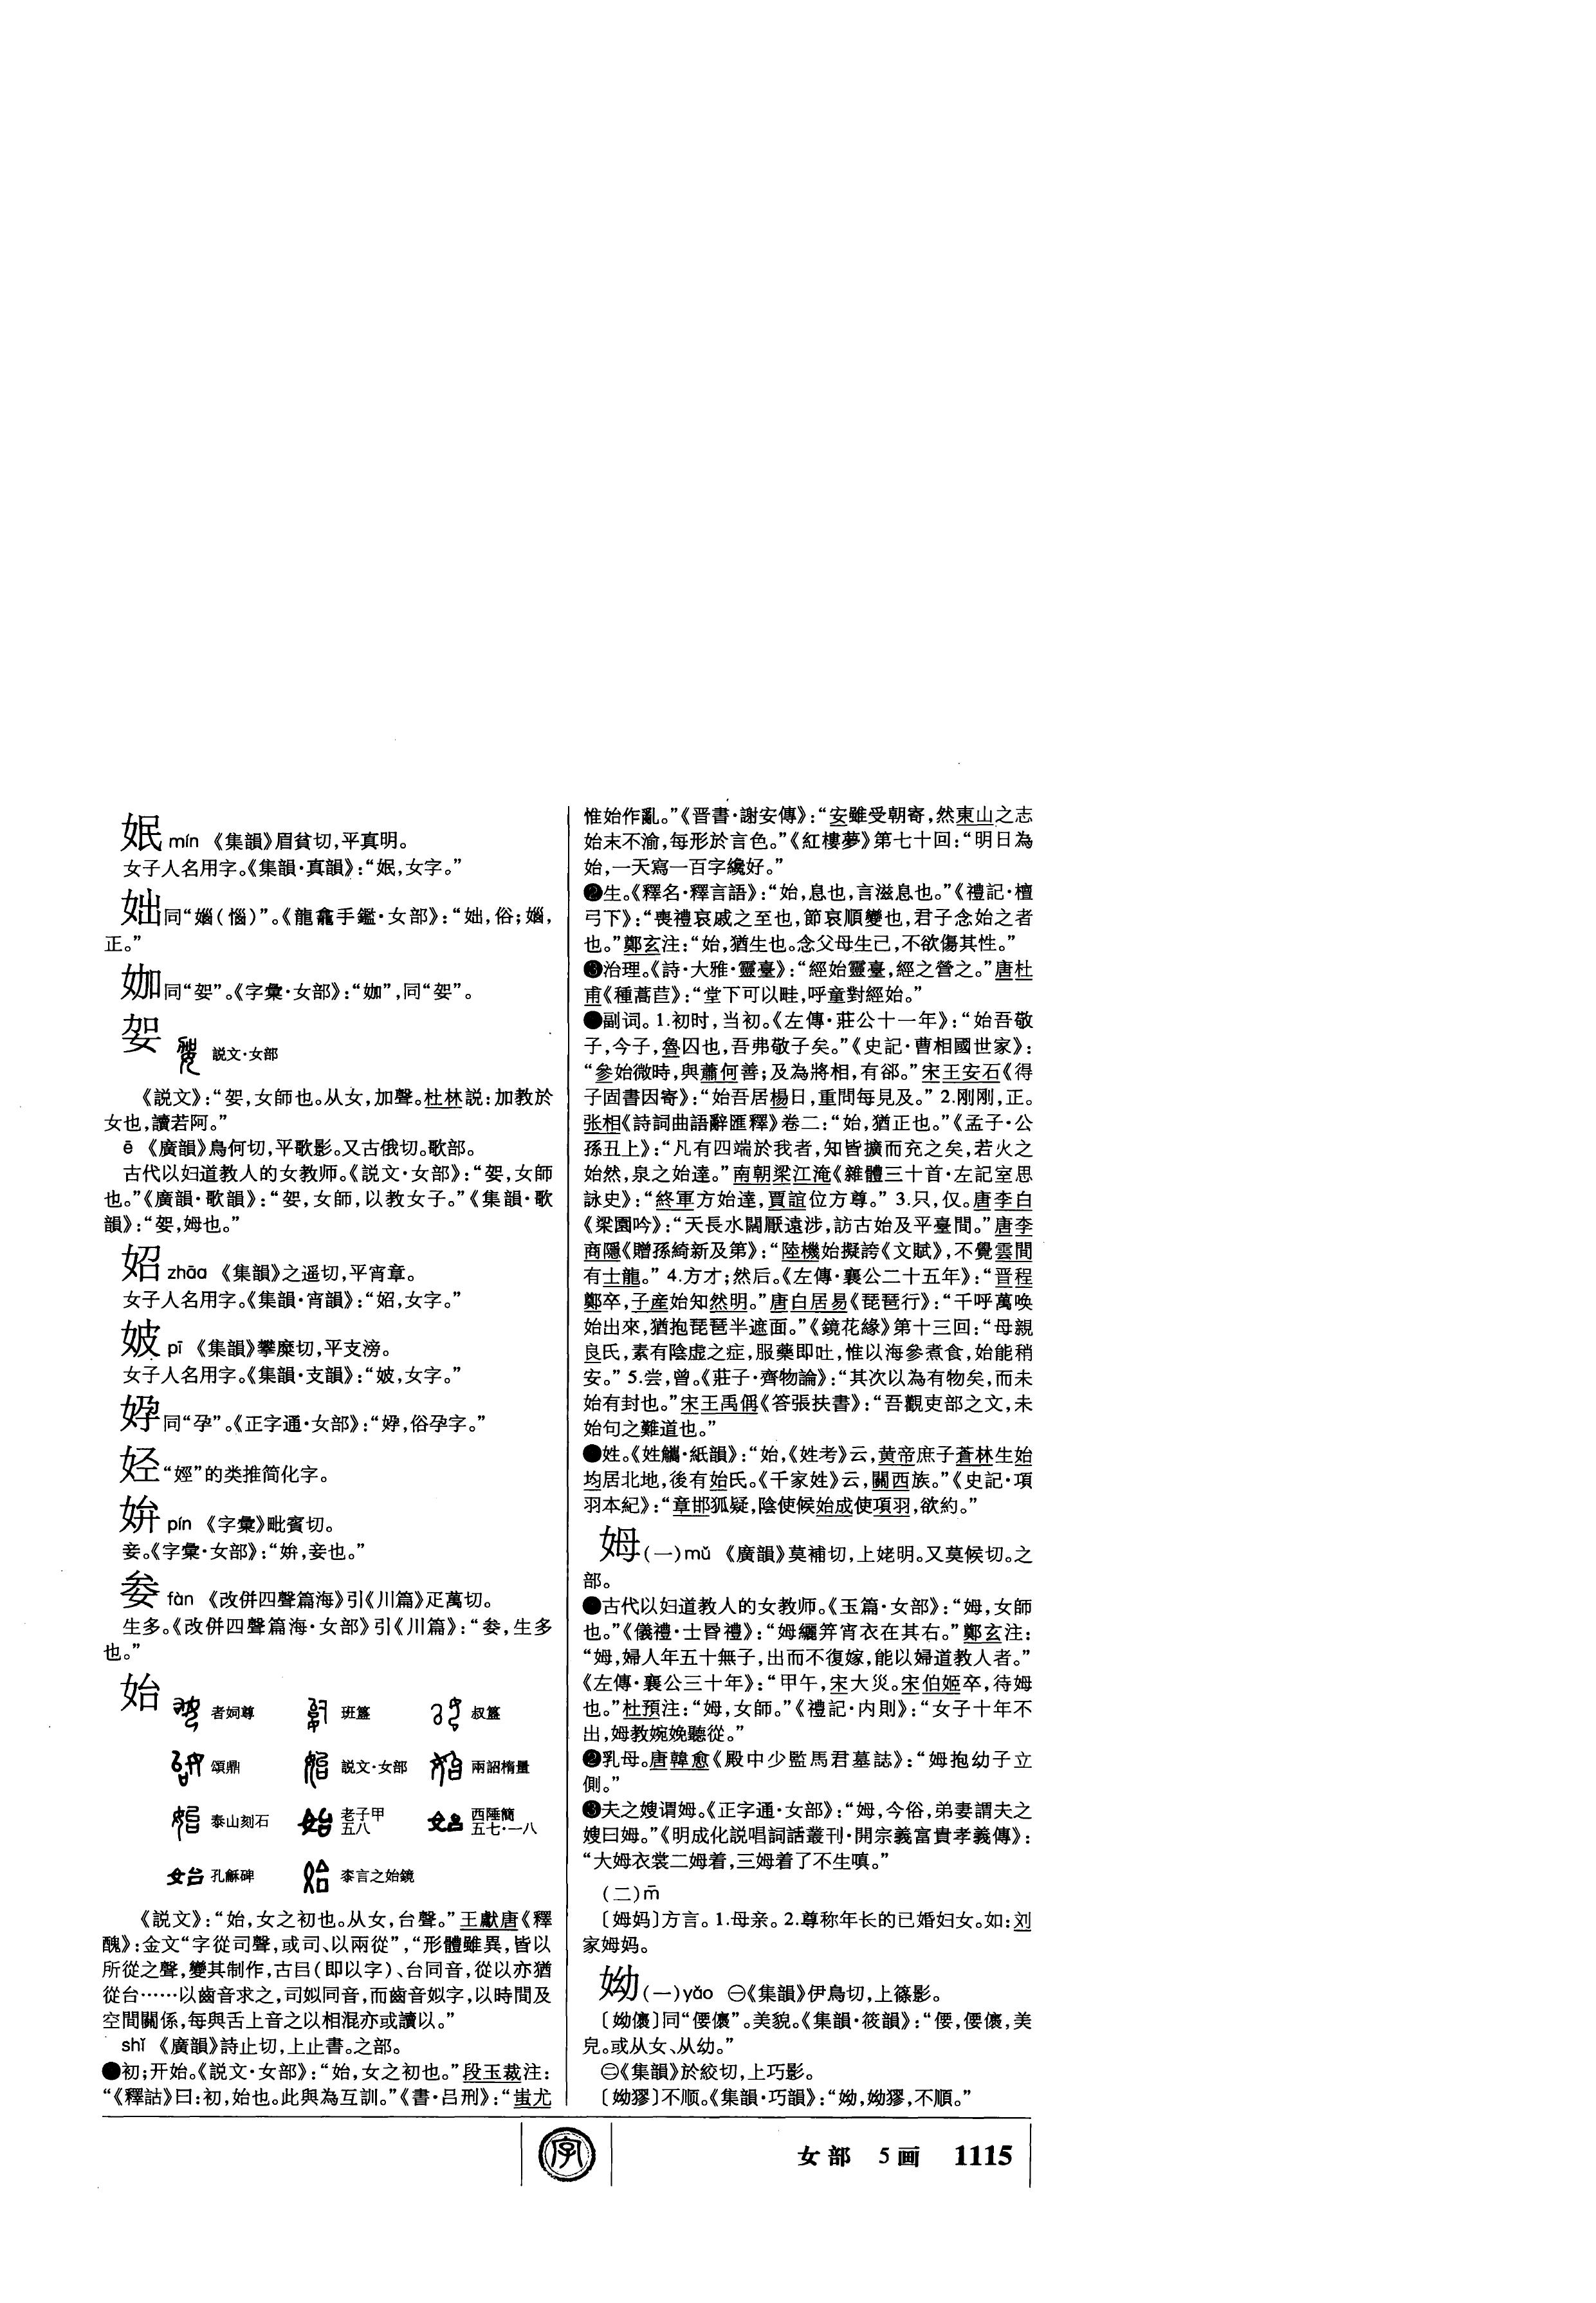 姄 mín 《集韻》眉貧切,平真明。
女子人名用字。《集韻·真韻》:“姄,女字。”
㚫同“㛴(惱)”。《龍龕手鑑·女部》:“㚫,俗;㛴,
正。”
㚙同“妿”。《字彙·女部》:“㚙”,同“妿”。
妿 説文·女部
《説文》:“妿,女師也。从女,加聲。杜林説:加教於
女也,讀若阿。”
ē 《廣韻》烏何切,平歌影。又古俄切。歌部。
古代以妇道教人的女教师。《説文·女部》:“妿,女師
也。”《廣韻·歌韻》:“妿,女師,以教女子。”《集韻·歌
韻》:“妿,姆也。”
妱 zhāo 《集韻》之遥切,平宵章。
女子人名用字。《集韻·宵韻》:“妱,女字。”
㛁 pī 《集韻》攀糜切,平支滂。
女子人名用字。《集韻·支韻》:“㛁,女字。”
㚺同“孕”。《正字通·女部》:“㚺,俗孕字。”
“娙”的类推简化字。
姘 pín 《字彙》毗賓切。
妾。《字彙·女部》:“姘,妾也。”
fàn 《改併四聲篇海》引《川篇》疋萬切。
生多。《改併四聲篇海·女部》引《川篇》:“,生多
也。”
始 者姛尊 班簋 叔簋
頌鼎 説文·女部 兩詔楕量
泰山刻石 老子甲五八 西陲簡五七·一八
孔龢碑 桼言之始鏡
《説文》:“始,女之初也。从女,台聲。”王獻唐《釋
醜》:金文“字從司聲,或司、以兩從”,“形體雖異,皆以
所從之聲,變其制作,古㠯(即以字)、台同音,從以亦猶
從台……以齒音求之,司姒同音,而齒音姒字,以時間及
空間關係,每與舌上音之以相混亦或讀以。”
shǐ 《廣韻》詩止切,上止書。之部。
●初;开始。《説文·女部》:“始,女之初也。”段玉裁注:
“《釋詁》曰:初,始也。此與為互訓。”《書·吕刑》:“蚩尤
惟始作亂。”《晋書·謝安傳》:“安雖受朝寄,然東山之志
始末不渝,每形於言色。”《紅樓夢》第七十回:“明日為
始,一天寫一百字纔好。”
❷生。《釋名·釋言語》:“始,息也,言滋息也。”《禮記·檀
弓下》:“喪禮哀戚之至也,節哀順變也,君子念始之者
也。”鄭玄注:“始,猶生也。念父母生己,不欲傷其性。”
❸治理。《詩·大雅·靈臺》:“經始靈臺,經之營之。”唐杜
甫《種萵苣》:“堂下可以畦,呼童對經始。”
●副词。1.初时,当初。《左傳·莊公十一年》:“始吾敬
子,今子,魯囚也,吾弗敬子矣。”《史記·曹相國世家》:
“參始微時,與蕭何善;及為將相,有郤。”宋王安石《得
子固書因寄》:“始吾居楊日,重問每見及。” 2.刚刚,正。
张相《詩詞曲語辭匯釋》卷二:“始,猶正也。”《孟子·公
孫丑上》:“凡有四端於我者,知皆擴而充之矣,若火之
始然,泉之始達。”南朝梁江淹《雜體三十首·左記室思
詠史》:“終軍方始達,賈誼位方尊。” 3.只,仅。唐李白
《梁園吟》:“天長水闊厭遠涉,訪古始及平臺間。”唐李
商隱《贈孫綺新及第》:“陸機始擬誇《文賦》,不覺雲間
有士龍。” 4.方才;然后。《左傳·襄公二十五年》:“晋程
鄭卒,子産始知然明。”唐白居易《琵琶行》:“千呼萬唤
始出來,猶抱琵琶半遮面。”《鏡花緣》第十三回:“母親
良氏,素有陰虚之症,服藥即吐,惟以海參煮食,始能稍
安。” 5.尝,曾。《莊子·齊物論》:“其次以為有物矣,而未
始有封也。”宋王禹偁《答張扶書》:“吾觀吏部之文,未
始句之難道也。”
●姓。《姓觿·紙韻》:“始,《姓考》云,黄帝庶子蒼林生始
均居北地,後有始氏。《千家姓》云,關西族。”《史記·項
羽本紀》:“章邯狐疑,陰使候始成使項羽,欲約。”
姆(一)mǔ 《廣韻》莫補切,上姥明。又莫候切。之
部。
●古代以妇道教人的女教师。《玉篇·女部》:“姆,女師
也。”《儀禮·士昏禮》:“姆纚笄宵衣在其右。”鄭玄注:
“姆,婦人年五十無子,出而不復嫁,能以婦道教人者。”
《左傳·襄公三十年》:“甲午,宋大災。宋伯姬卒,待姆
也。”杜預注:“姆,女師。”《禮記·内則》:“女子十年不
出,姆教婉娩聽從。”
❷乳母。唐韓愈《殿中少監馬君墓誌》:“姆抱幼子立
側。”
❸夫之嫂谓姆。《正字通·女部》:“姆,今俗,弟妻謂夫之
嫂曰姆。”《明成化説唱詞話叢刊·開宗義富貴孝義傳》:
“大姆衣裳二姆着,三姆着了不生嗔。”
(二)m̄
〔姆妈〕方言。1.母亲。2.尊称年长的已婚妇女。如:刘
家姆妈。
㛂(一)yǎo ㊀《集韻》伊鳥切,上篠影。
〔㛂㒟〕同“偠㒟”。美貌。《集韻·筱韻》:“偠,偠㒟,美
皃。或从女、从幼。”
㊁《集韻》於絞切,上巧影。
〔㛂㺒〕不顺。《集韻·巧韻》:“㛂,㛂㺒,不順。”
女部 5画 1115